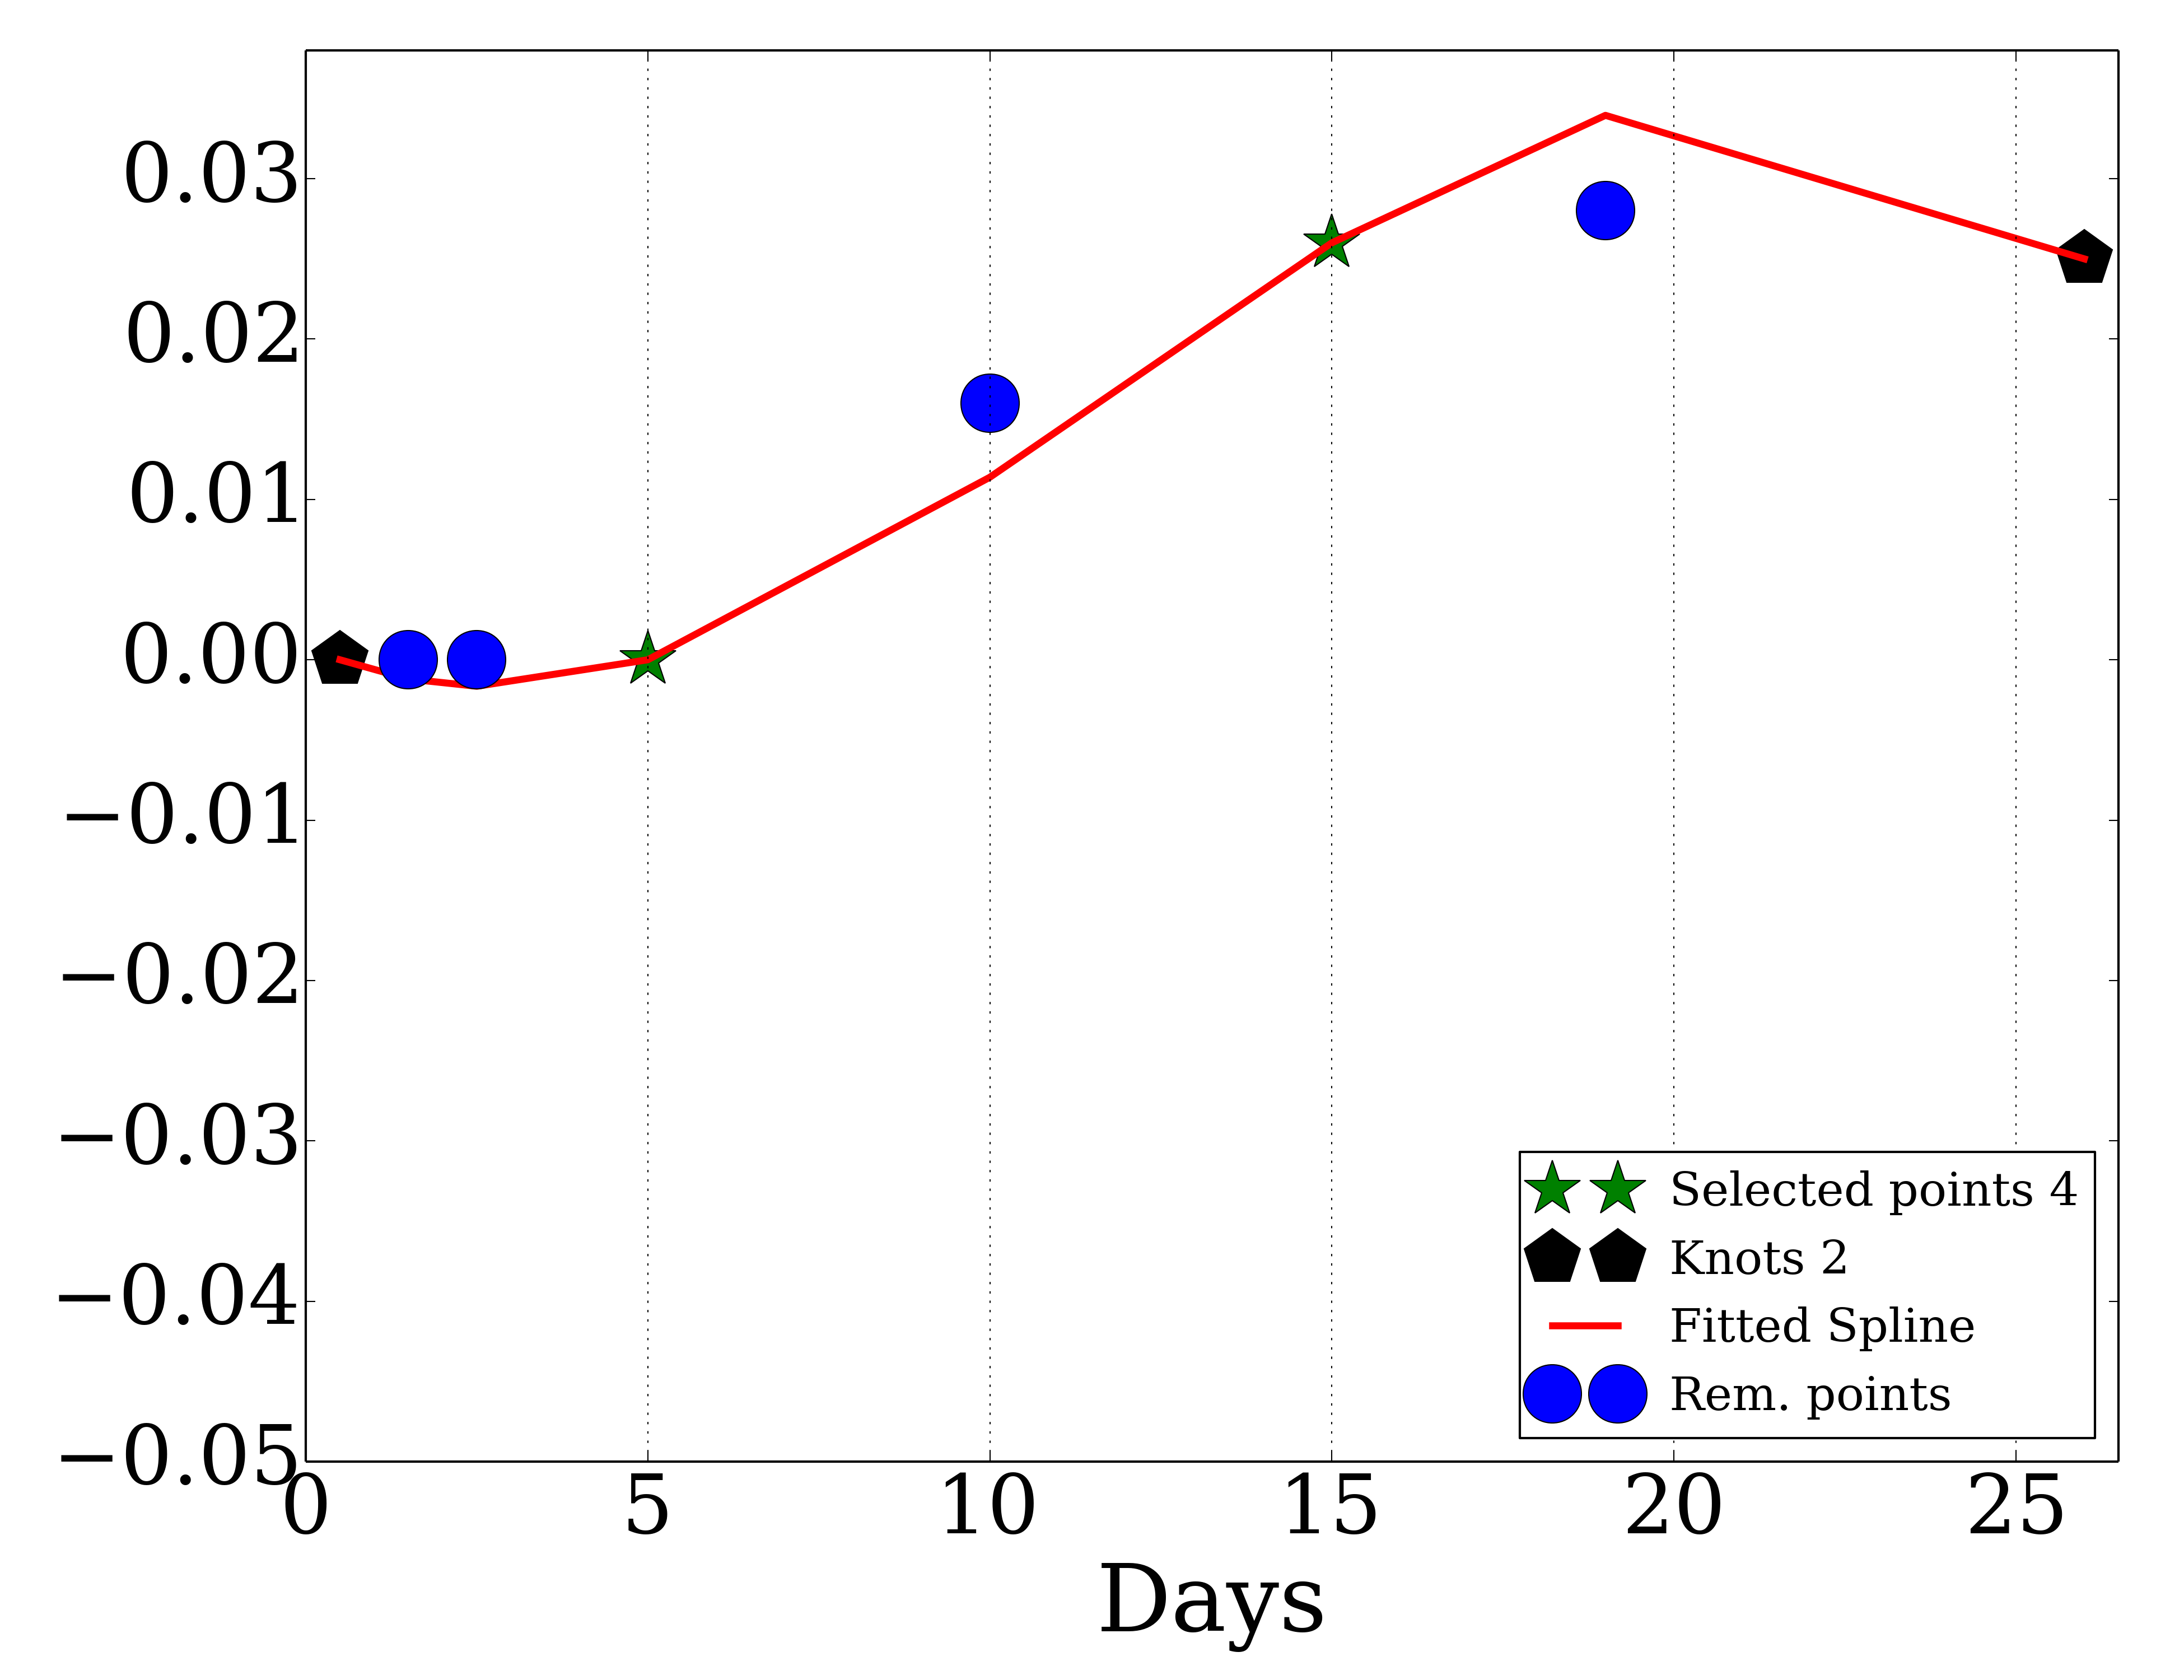 0.03
0.02
0.01
0.00
−0.01
−0.02
−0.03
−0.04
−0.05
0 5 10 15 20 25
Days
Selected points 4
Knots 2
Fitted Spline
Rem. points